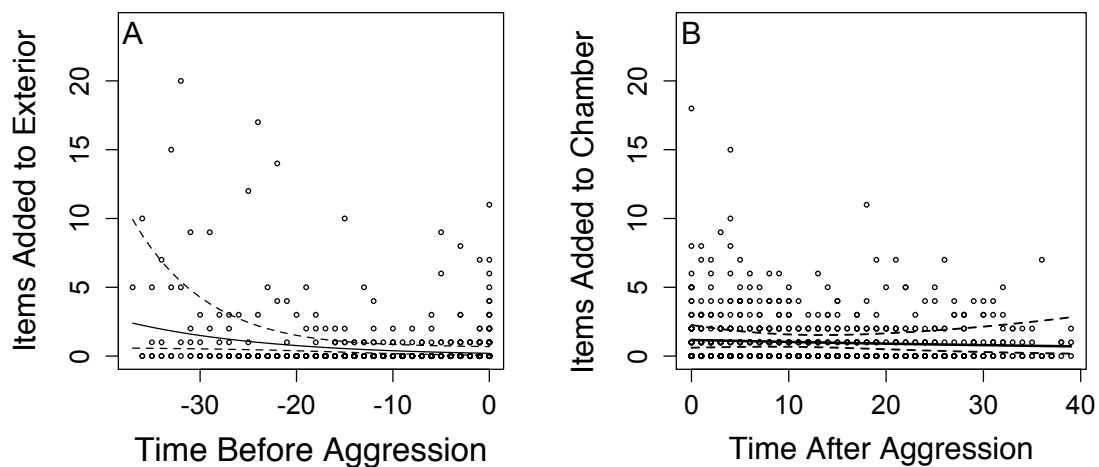 A
Items Added to Exterior
20
15
10
5
0
-30 -20 -10 0
Time Before Aggression
B
Items Added to Chamber
20
15
10
5
0
0 10 20 30 40
Time After Aggression